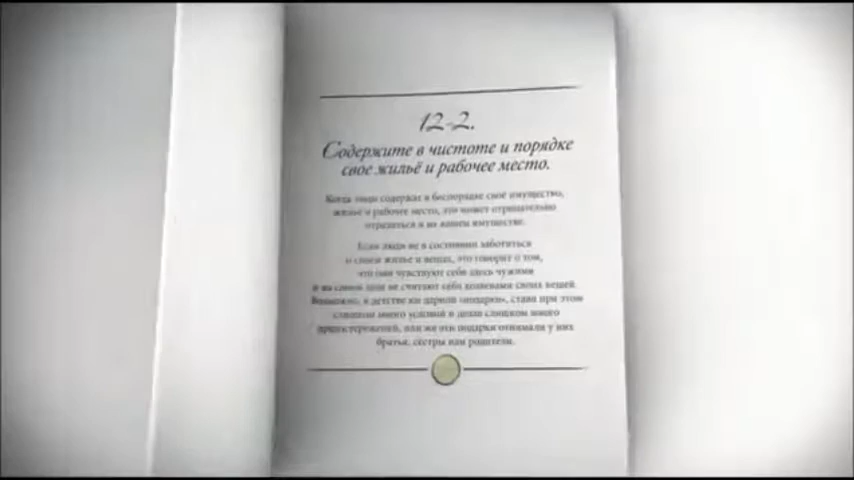 12-2.
Содержите в чистоте и порядке
свое жильё и рабочее место.
Когда люди содержат в беспорядке своё имущество,
жильё и рабочее место, это может отрицательно
отразиться и на вашем имуществе.
Если люди не в состоянии заботиться
о своем жилье и вещах, это говорит о том,
что они чувствуют себя здесь чужими
и на самом деле не считают себя хозяевами своих вещей.
Возможно, в детстве им дарили «подарки», ставя при этом
слишком много условий и делая слишком много
предостережений, или же эти подарки отнимали у них
братья, сестры или родители.